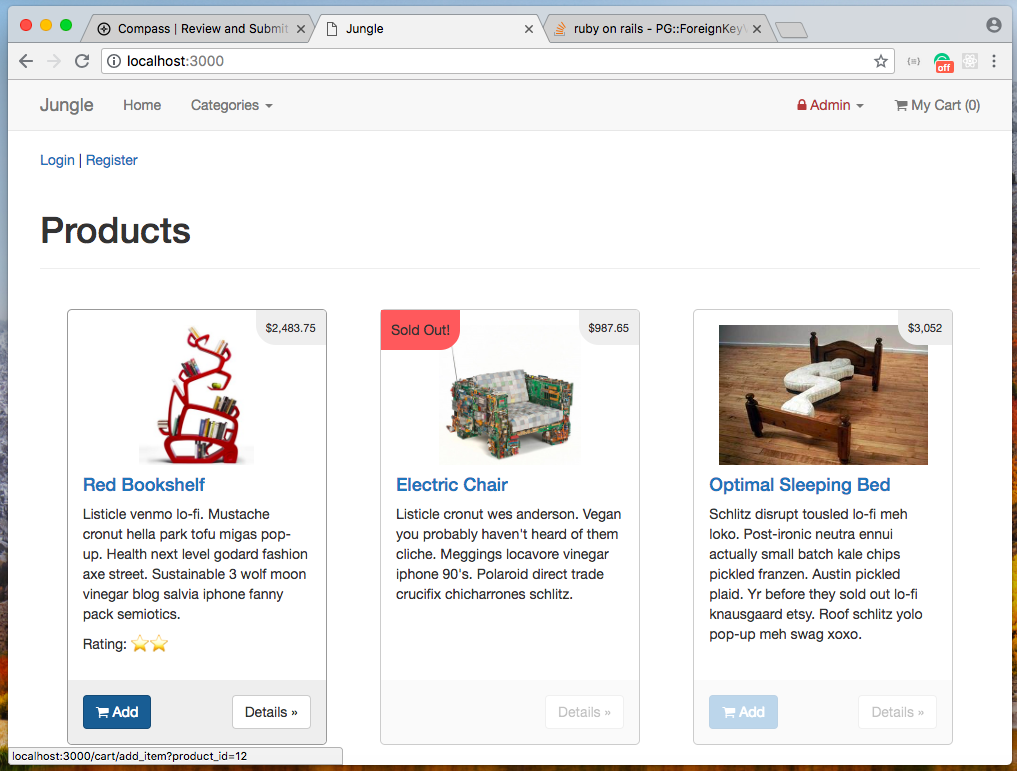 Compass | Review and Submit
Jungle
ruby on rails - PG::ForeignKeyV
localhost:3000
off
Jungle
Home
Categories
Admin
My Cart (0)
Login | Register
Products
$2,483.75
Red Bookshelf
Listicle venmo lo-fi. Mustache
cronut hella park tofu migas pop-
up. Health next level godard fashion
axe street. Sustainable 3 wolf moon
vinegar blog salvia iphone fanny
pack semiotics.
Rating: ⭐⭐
Add
Details »
Sold Out!
$987.65
Electric Chair
Listicle cronut wes anderson. Vegan
you probably haven't heard of them
cliche. Meggings locavore vinegar
iphone 90's. Polaroid direct trade
crucifix chicharrones schlitz.
Details »
$3,052
Optimal Sleeping Bed
Schlitz disrupt tousled lo-fi meh
loko. Post-ironic neutra ennui
actually small batch kale chips
pickled franzen. Austin pickled
plaid. Yr before they sold out lo-fi
knausgaard etsy. Roof schlitz yolo
pop-up meh swag xoxo.
Add
Details »
localhost:3000/cart/add_item?product_id=12